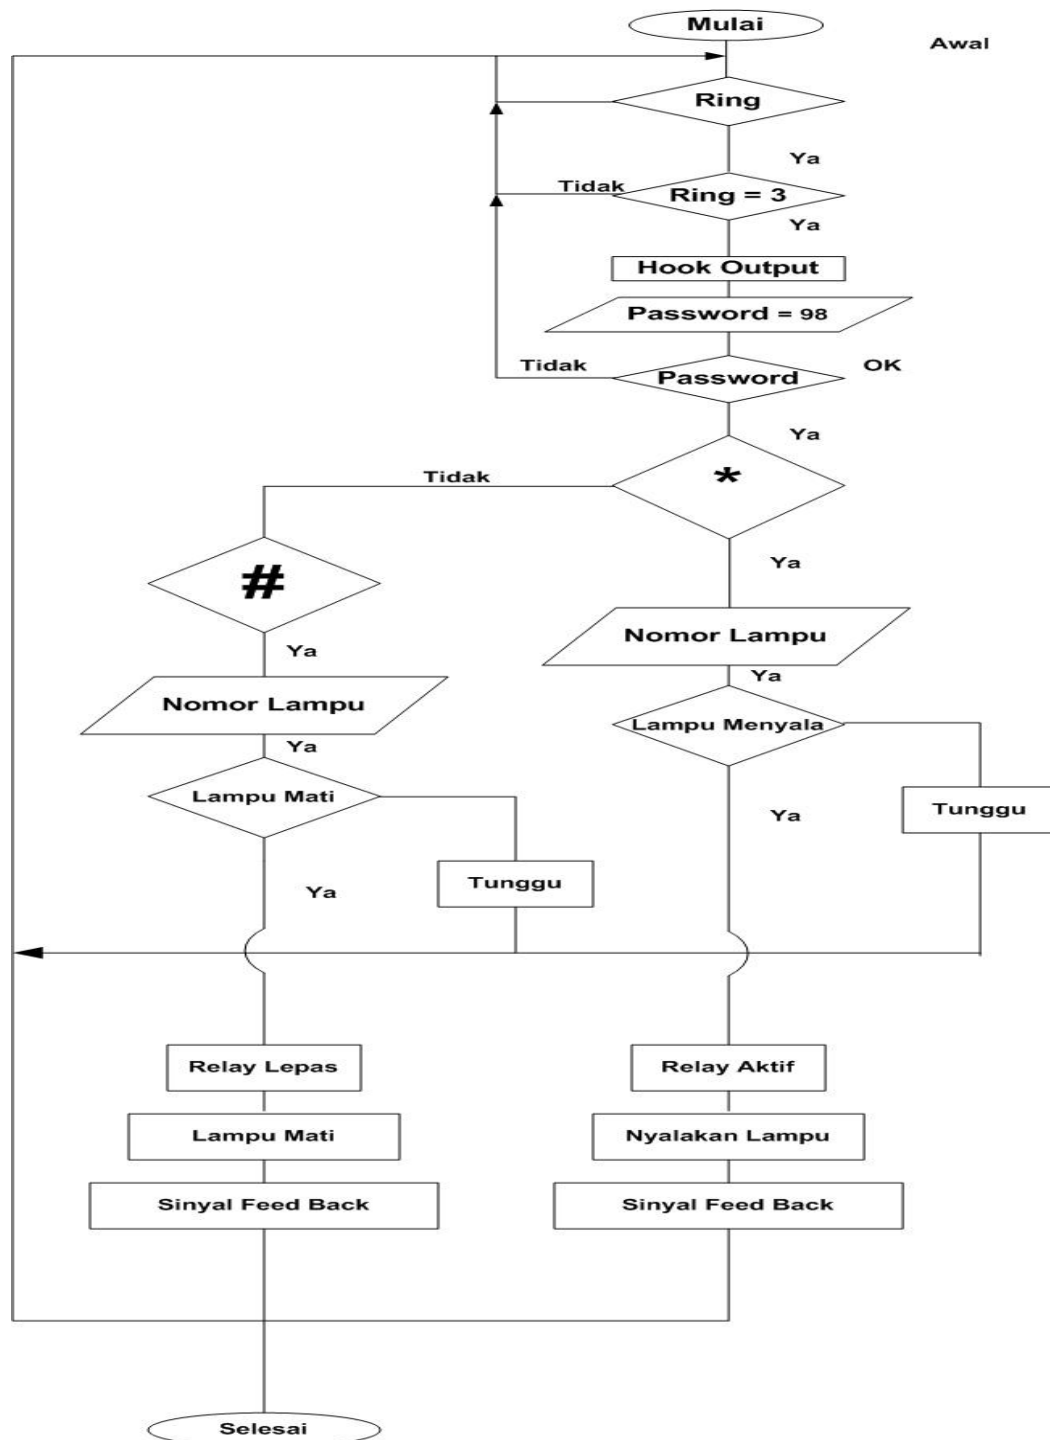 Mulai
Awal
Ring
Ya
Tidak
Ring = 3
Ya
Hook Output
Password = 98
Tidak
Password
OK
Ya
Tidak
*
Ya
#
Nomor Lampu
Ya
Ya
Nomor Lampu
Lampu Menyala
Ya
Lampu Mati
Tunggu
Ya
Tunggu
Ya
Relay Lepas
Relay Aktif
Lampu Mati
Nyalakan Lampu
Sinyal Feed Back
Sinyal Feed Back
Selesai